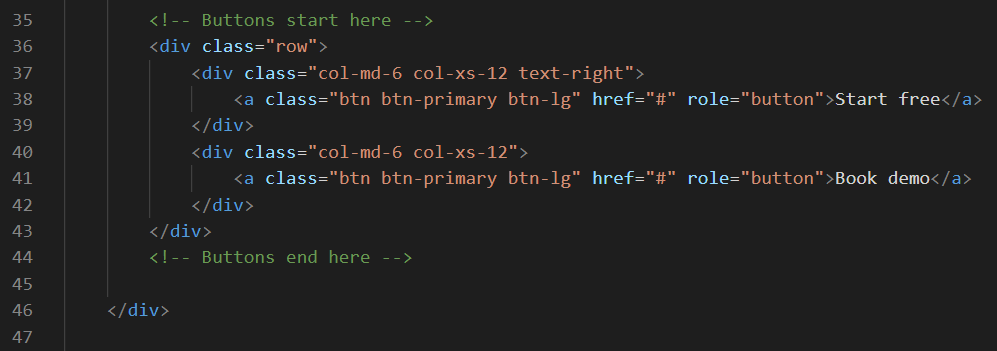 35 <!-- Buttons start here -->
36 <div class="row">
37 <div class="col-md-6 col-xs-12 text-right">
38 <a class="btn btn-primary btn-lg" href="#" role="button">Start free</a>
39 </div>
40 <div class="col-md-6 col-xs-12">
41 <a class="btn btn-primary btn-lg" href="#" role="button">Book demo</a>
42 </div>
43 </div>
44 <!-- Buttons end here -->
45
46 </div>
47